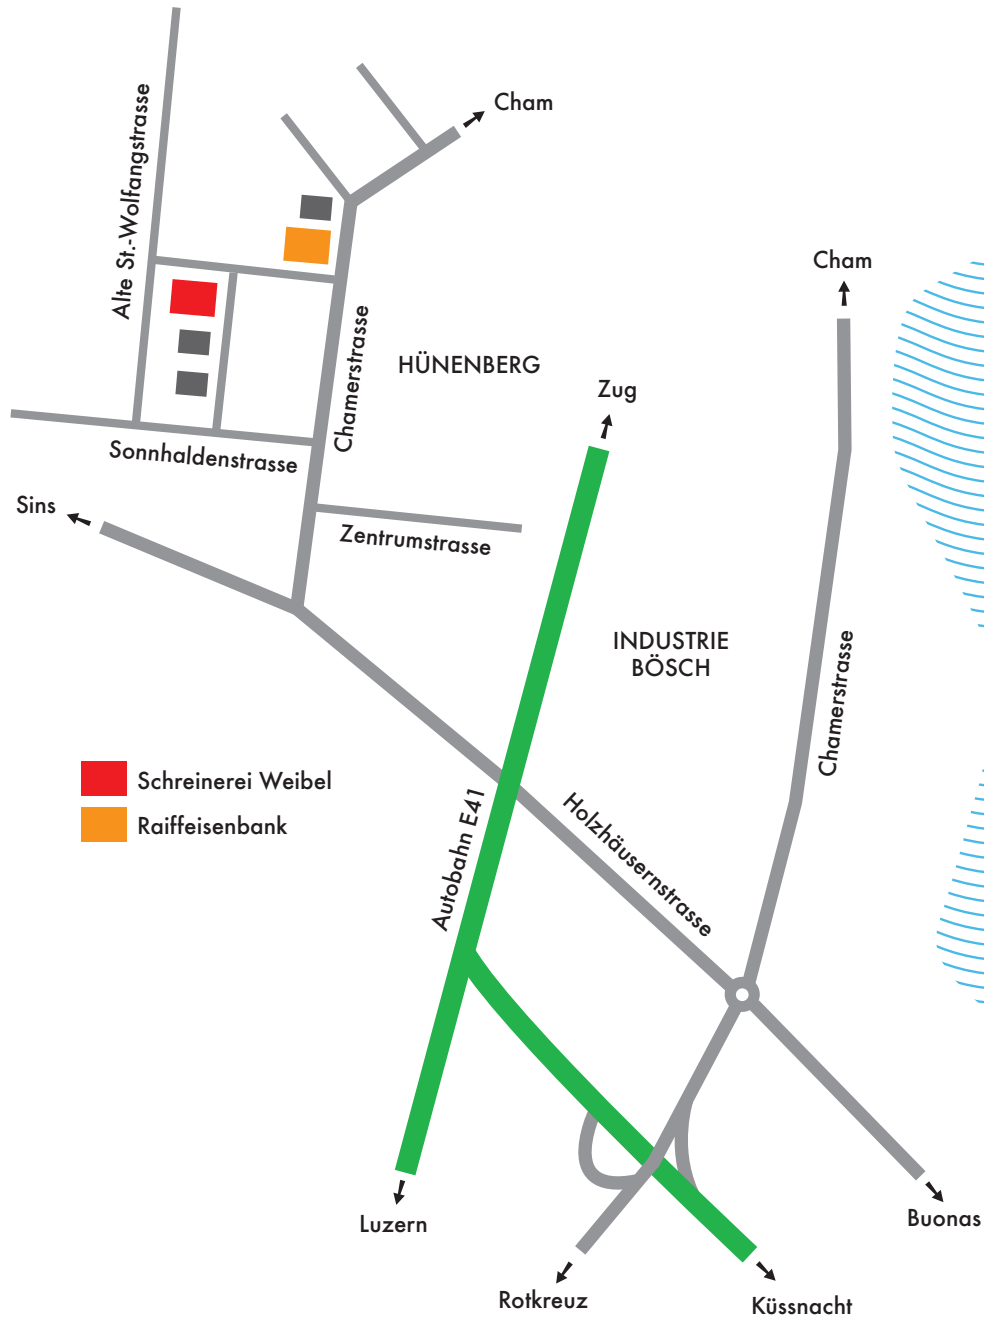 Cham
Alte St.-Wolfangstrasse
Cham
Chamerstrasse
HÜNENBERG
Zug
Sonnhaldenstrasse
Sins
Zentrumstrasse
INDUSTRIE
BÖSCH
Chamerstrasse
Schreinerei Weibel
Raiffeisenbank
Autobahn E41
Holzhäusernstrasse
Luzern
Buonas
Rotkreuz
Küssnacht